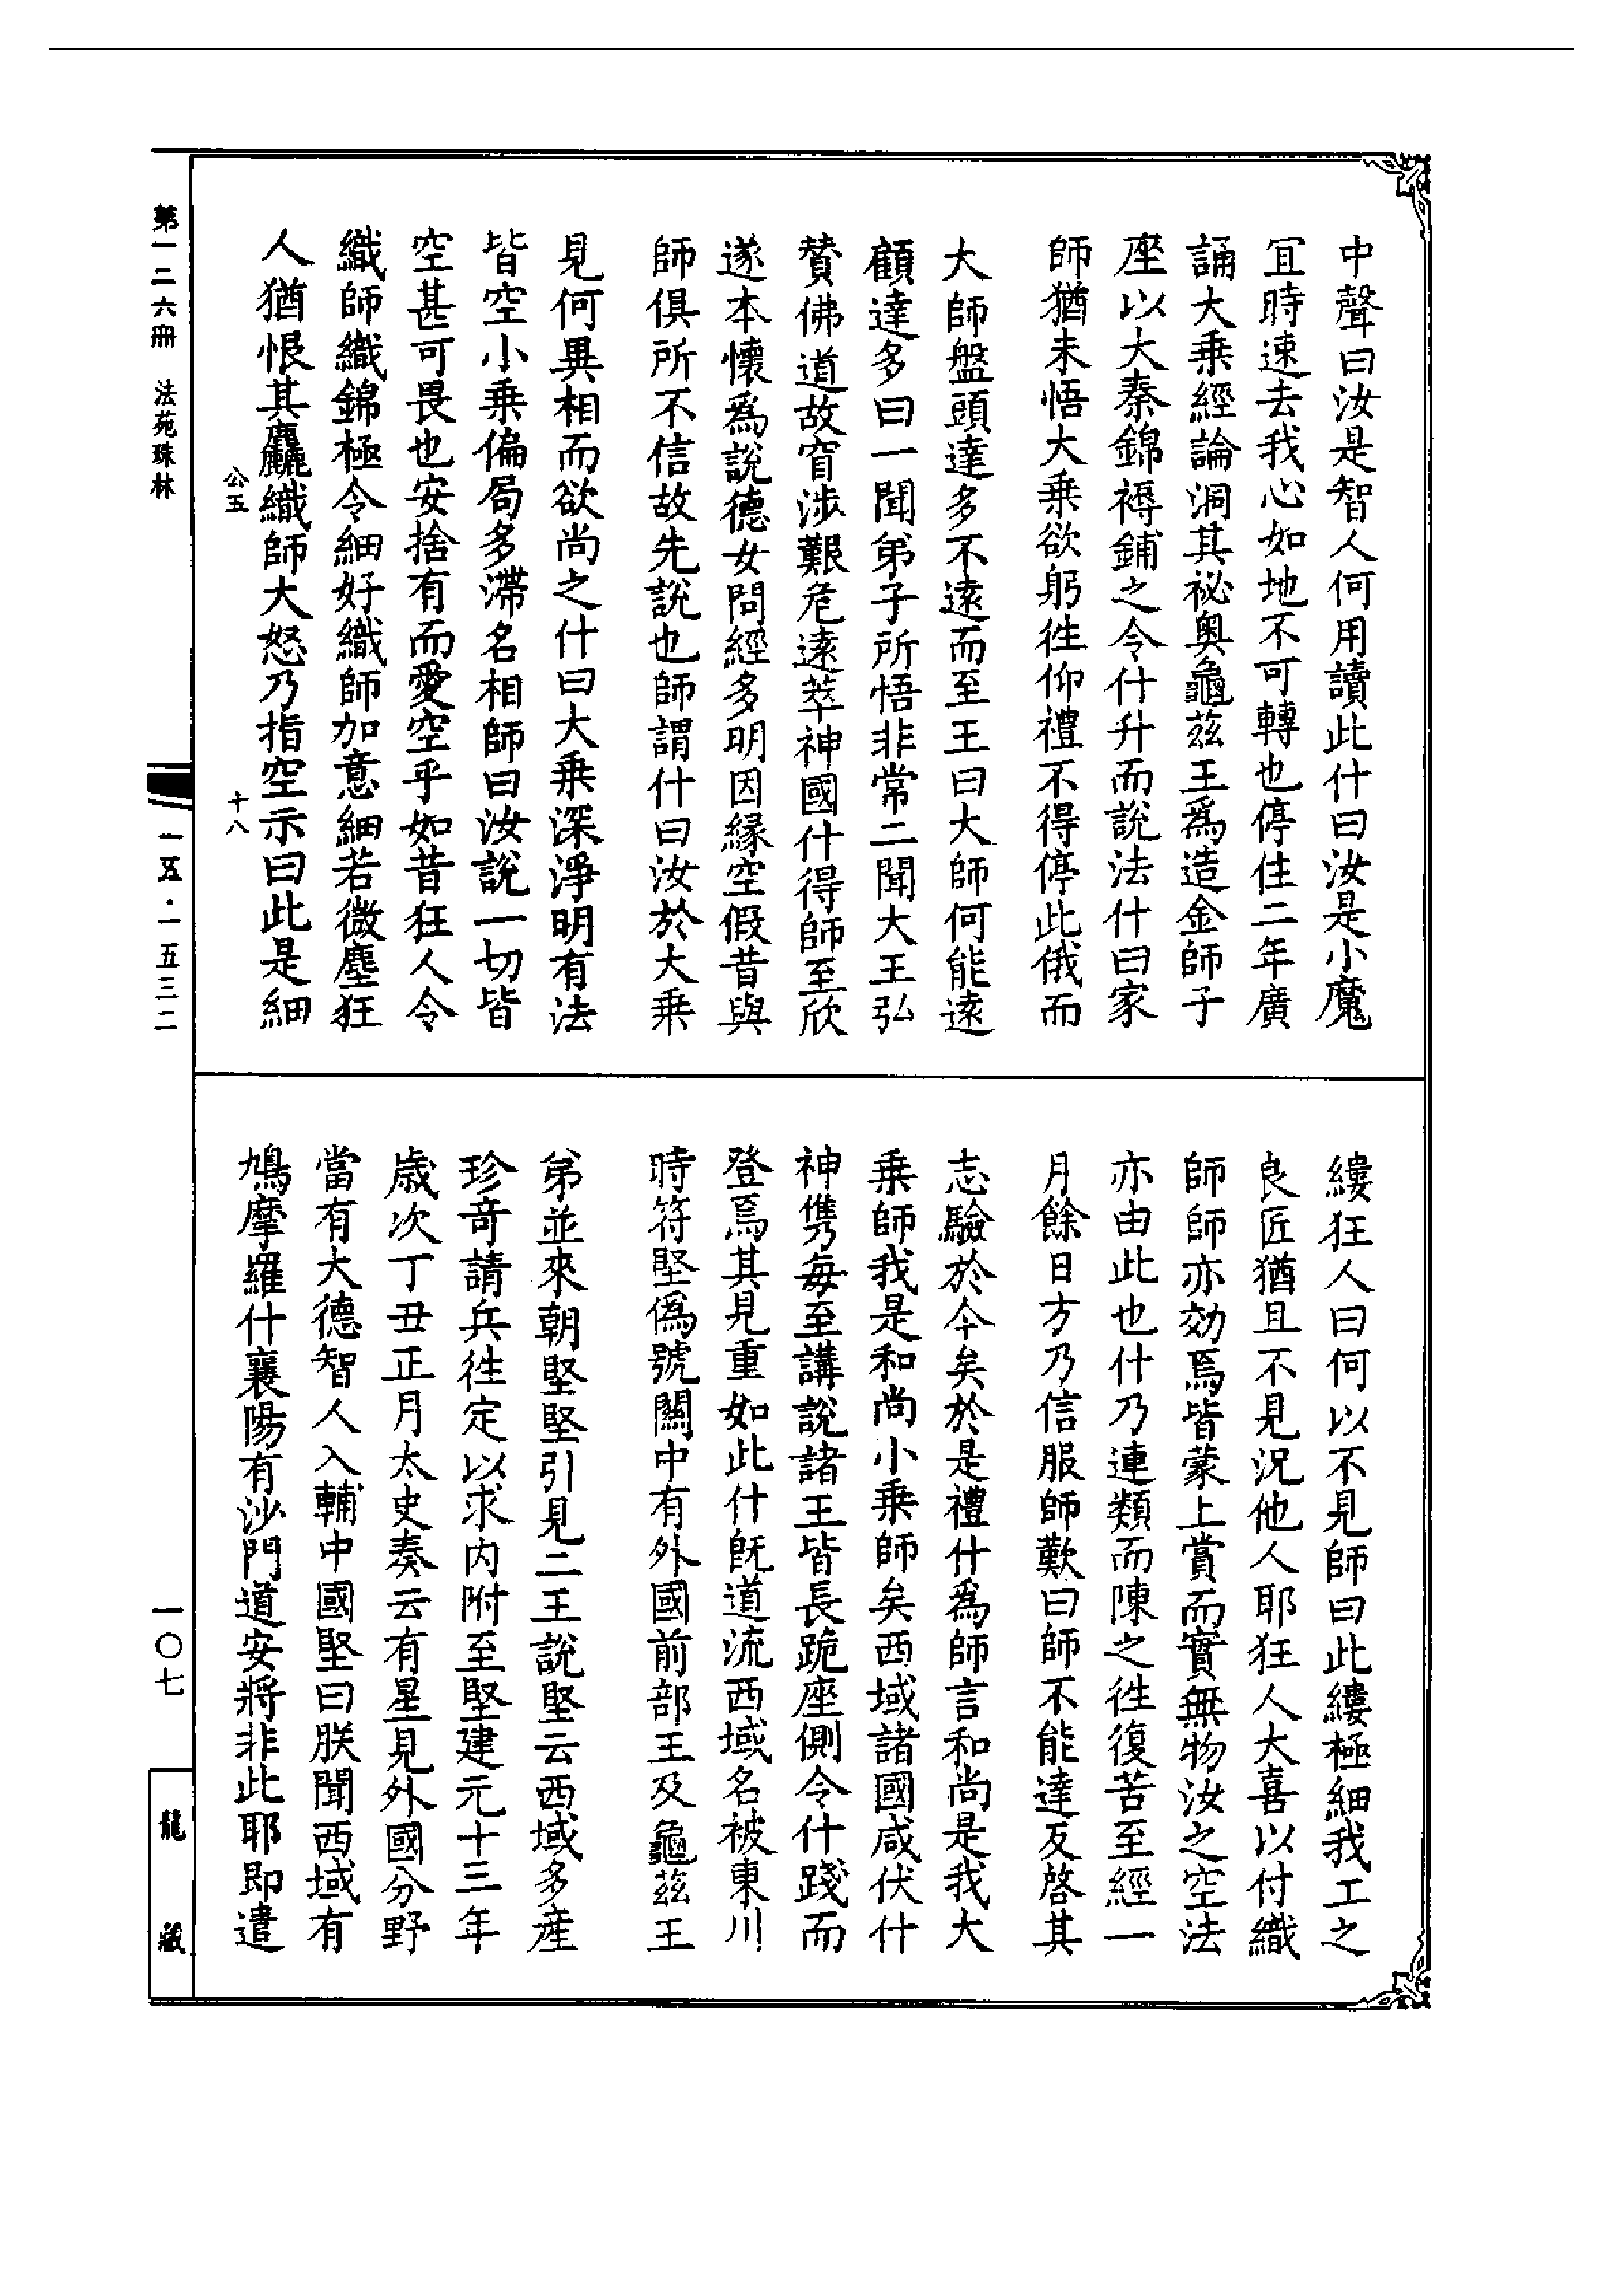 中聲曰汝是智人何用讀此什曰汝是小魔
宜時速去我心如地不可轉也停住二年廣
誦大乗經論洞其祕奥龜茲王爲造金師子
座以大秦錦褥鋪之令什升而說法什曰家
師猶未悟大乗欲躬徃仰禮不得停此俄而
大師盤頭達多不遠而至王曰大師何能遠
顧達多曰一聞弟子所悟非常二聞大王弘
賛佛道故𡨋涉艱危遠萃神國什得師至欣
遂本懷爲說德女問經多明因緣空假昔與
師俱所不信故先說也師謂什曰汝於大乗
見何異相而欲尚之什曰大乗深淨明有法
皆空小乗偏局多滯名相師曰汝說一切皆
空甚可畏也安捨有而愛空乎如昔狂人令
織師織錦極令細好織師加意細若微塵狂
人猶恨其麤織師大怒乃指空示曰此是細
縷狂人曰何以不見師曰此縷極細我工之
良匠猶且不見況他人耶狂人大喜以付織
師師亦効焉皆蒙上賞而實無物汝之空法
亦由此也什乃連類而陳之徃復苦至經一
月餘日方乃信服師歎曰師不能達反啓其
志驗於今矣於是禮什爲師言和尚是我大
乗師我是和尚小乗師矣西域諸國咸伏什
神儁每至講說諸王皆長跪座側令什踐而
登焉其見重如此什旣道流西域名被東川
時符堅僞號關中有外國前部王及龜茲王
弟並來朝堅堅引見二王說堅云西域多産
珍奇請兵徃定以求内附至堅建元十三年
歳次丁丑正月太史奏云有星見外國分野
當有大德智人入輔中國堅曰朕聞西域有
鳩摩羅什襄陽有沙門道安將非此耶即遣
公五 十八
第一二六冊 法苑珠林
一五·一五三二
一〇七
龍藏